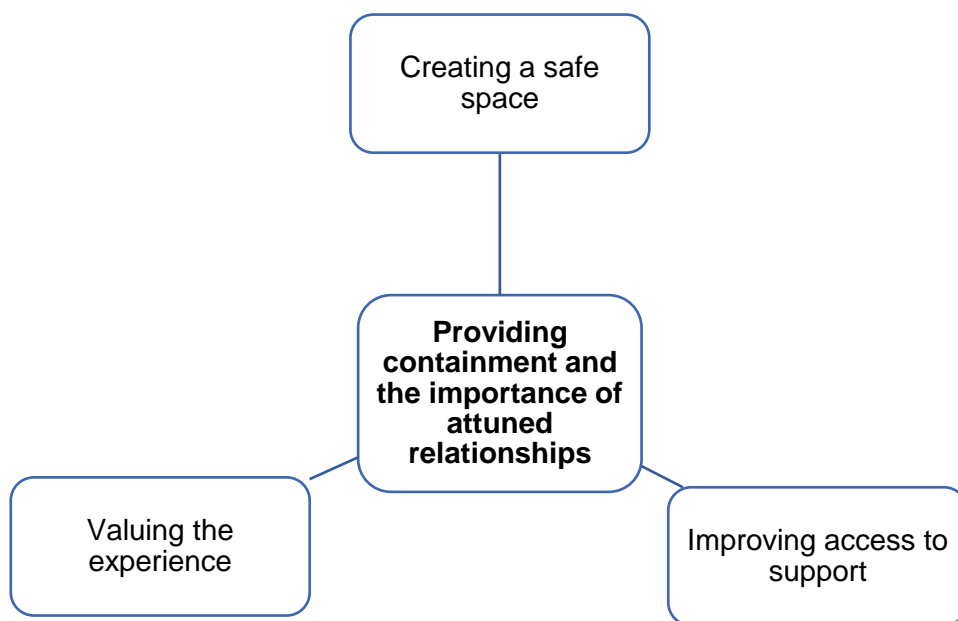 Creating a safe
space
Providing
containment and
the importance of
attuned
relationships
Valuing the
experience
Improving access to
support